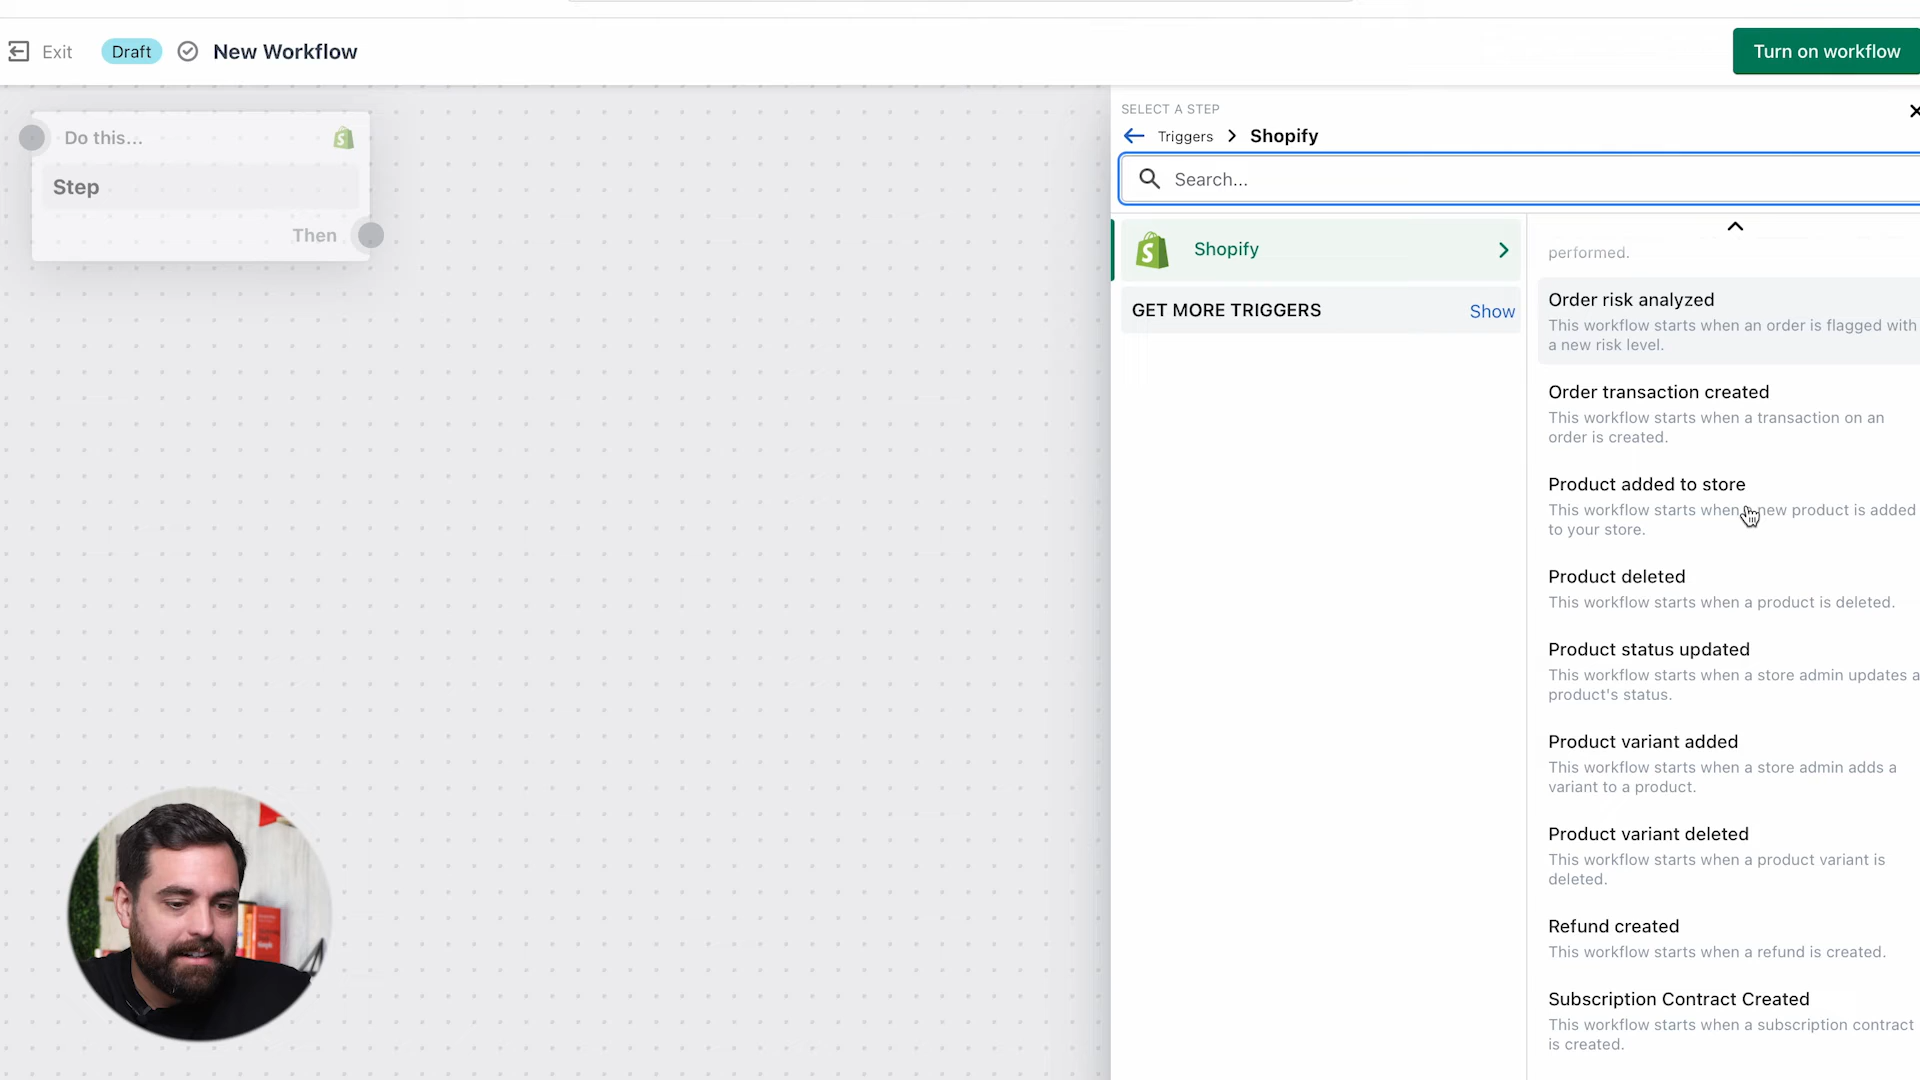 Exit
Draft
New Workflow
Turn on workflow
Do this...
Step
Then
SELECT A STEP
Triggers
Shopify
Search...
Shopify
GET MORE TRIGGERS
Show
performed.
Order risk analyzed
This workflow starts when an order is flagged with
a new risk level.
Order transaction created
This workflow starts when a transaction on an
order is created.
Product added to store
This workflow starts when new product is added
to your store.
Product deleted
This workflow starts when a product is deleted.
Product status updated
This workflow starts when a store admin updates a
product's status.
Product variant added
This workflow starts when a store admin adds a
variant to a product.
Product variant deleted
This workflow starts when a product variant is
deleted.
Refund created
This workflow starts when a refund is created.
Subscription Contract Created
This workflow starts when a subscription contract
is created.